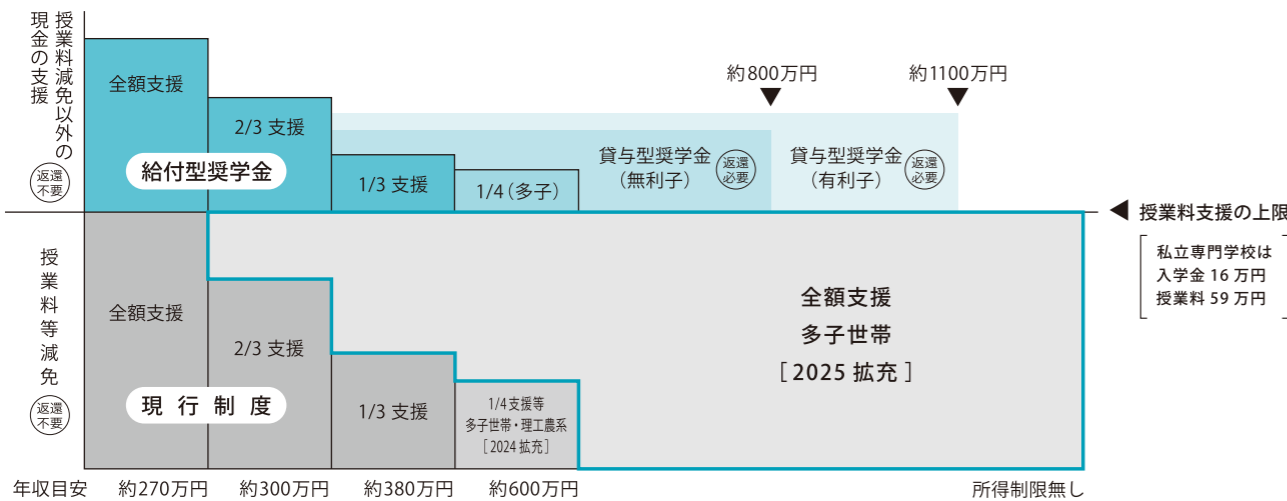 授業料減免以外の
現金の支援
返還
不要
全額支援
2/3 支援
給付型奨学金
1/3 支援
1/4（多子）
貸与型奨学金
（無利子）
返還
必要
貸与型奨学金
（有利子）
返還
必要
約800万円
約1100万円
授業料支援の上限
私立専門学校は
入学金 16 万円
授業料 59 万円
授業料等減免
返還
不要
全額支援
2/3 支援
現行制度
1/3 支援
1/4支援等
多子世帯・理工農系
［2024 拡充］
全額支援
多子世帯
［2025 拡充］
年収目安
約270万円
約300万円
約380万円
約600万円
所得制限無し